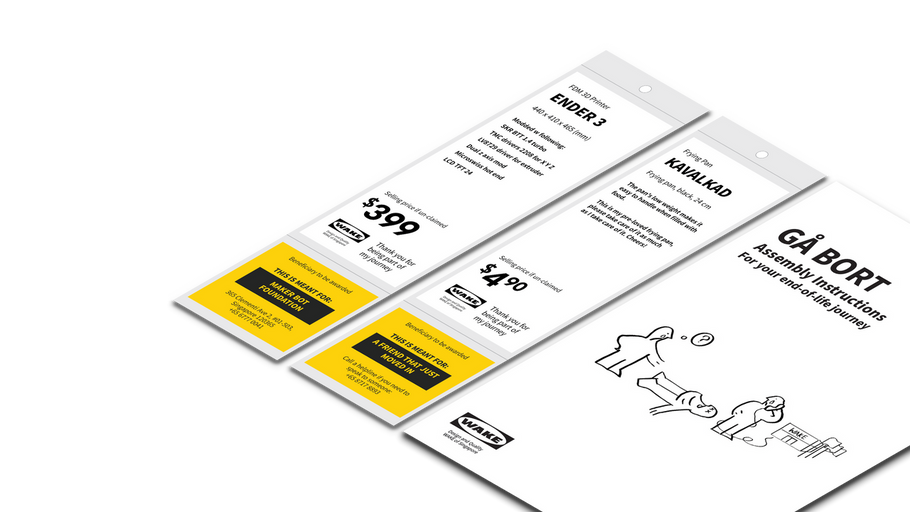 FDM 3D Printer
ENDER 3
440 x 410 x 465 (mm)
Modded w following:
SKR BTT 1.4 turbo
TMC drivers 2208 for X Y Z
LV8729 driver for extruder
Dual z axis mod
Microswiss hot end
LCD TFT 24
Selling price if un-claimed
$399
WAKE
Thank you for
being part of
my journey
Beneficiary to be awarded
THIS IS MEANT FOR:
MAKER BOT
FOUNDATION
365 Clementi Ave 2, #01-503,
Singapore 120365
+65 6777 0041
Frying Pan
KAVALKAD
Frying pan, black, 24 cm
The pan's low weight makes it
easy to handle when filled with
food.
This is my pre-loved frying pan,
please take care of it as much
as I take care of it. Cheers!
Selling price if un-claimed
$4.90
WAKE
Thank you for
being part of
my journey
Beneficiary to be awarded
THIS IS MEANT FOR:
A FRIEND THAT JUST
MOVED IN
Call a helpline if you need to
speak to someone:
+65 8717 8893
GÅ BORT
Assembly Instructions
For your end-of-life journey
?
WAKE
WAKE
Design and Quality
WAKE of Singapore